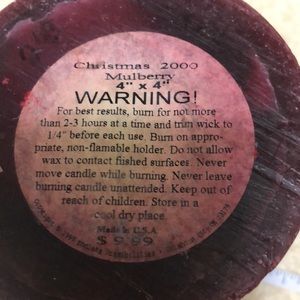 Christmas 2000
Mulberry
4" x 4"
WARNING!
For best results, burn for not more
than 2-3 hours at a time and trim wick to
1/4" before each use. Burn on appro-
priate, non-flamable holder. Do not allow
wax to contact fiished surfaces. Never
move candle while burning. Never leave
burning candle unattended. Keep out of
reach of children. Store in a
cool dry place.
Made in U.S.A.
$ 9.99